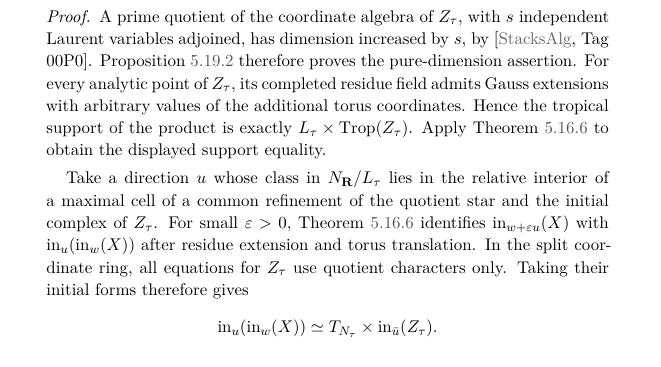 Proof. A prime quotient of the coordinate algebra of Z_τ, with s independent
Laurent variables adjoined, has dimension increased by s, by [StacksAlg, Tag
00P0]. Proposition 5.19.2 therefore proves the pure-dimension assertion. For
every analytic point of Z_τ, its completed residue field admits Gauss extensions
with arbitrary values of the additional torus coordinates. Hence the tropical
support of the product is exactly L_τ × Trop(Z_τ). Apply Theorem 5.16.6 to
obtain the displayed support equality.
Take a direction u whose class in N_R/L_τ lies in the relative interior of
a maximal cell of a common refinement of the quotient star and the initial
complex of Z_τ. For small ε > 0, Theorem 5.16.6 identifies in_{w+εu}(X) with
in_u(in_w(X)) after residue extension and torus translation. In the split coor-
dinate ring, all equations for Z_τ use quotient characters only. Taking their
initial forms therefore gives
in_u(in_w(X)) ≃ T_{N_τ} × in_ū(Z_τ).